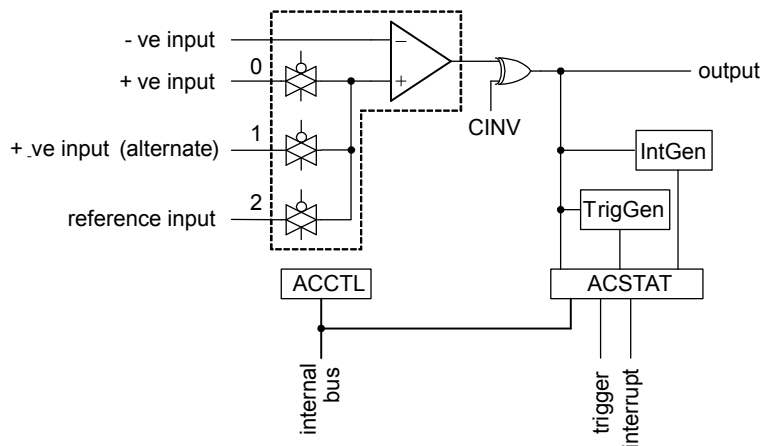 - ve input
+ ve input
0
+ ve input (alternate)
1
reference input
2
CINV
output
IntGen
TrigGen
ACCTL
ACSTAT
internal
bus
trigger
interrupt
−
+